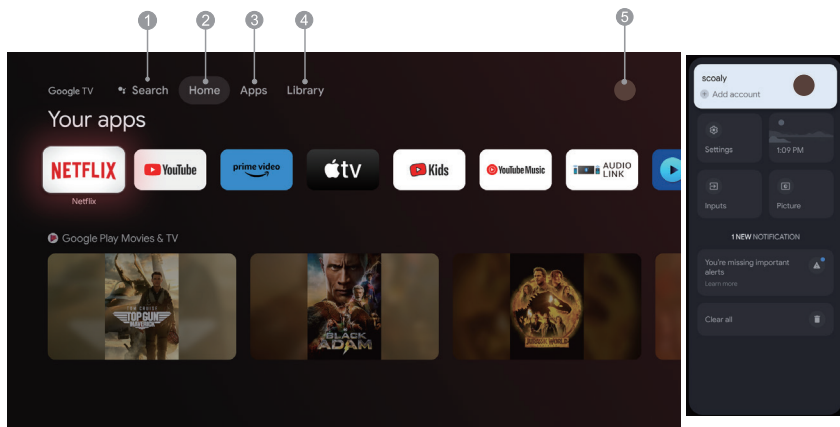 1
2
3
4
5
Google TV
Search
Home
Apps
Library
Your apps
NETFLIX
YouTube
prime video
tv
Kids
YouTube Music
AUDIO
LINK
Netflix
Google Play Movies & TV
TOM CRUISE
TOP GUN
MAVERICK
BLACK
ADAM
JURASSIC WORLD
scoaly
Add account
Settings
1:09 PM
Inputs
Picture
1 NEW NOTIFICATION
You're missing important
alerts
Learn more
Clear all